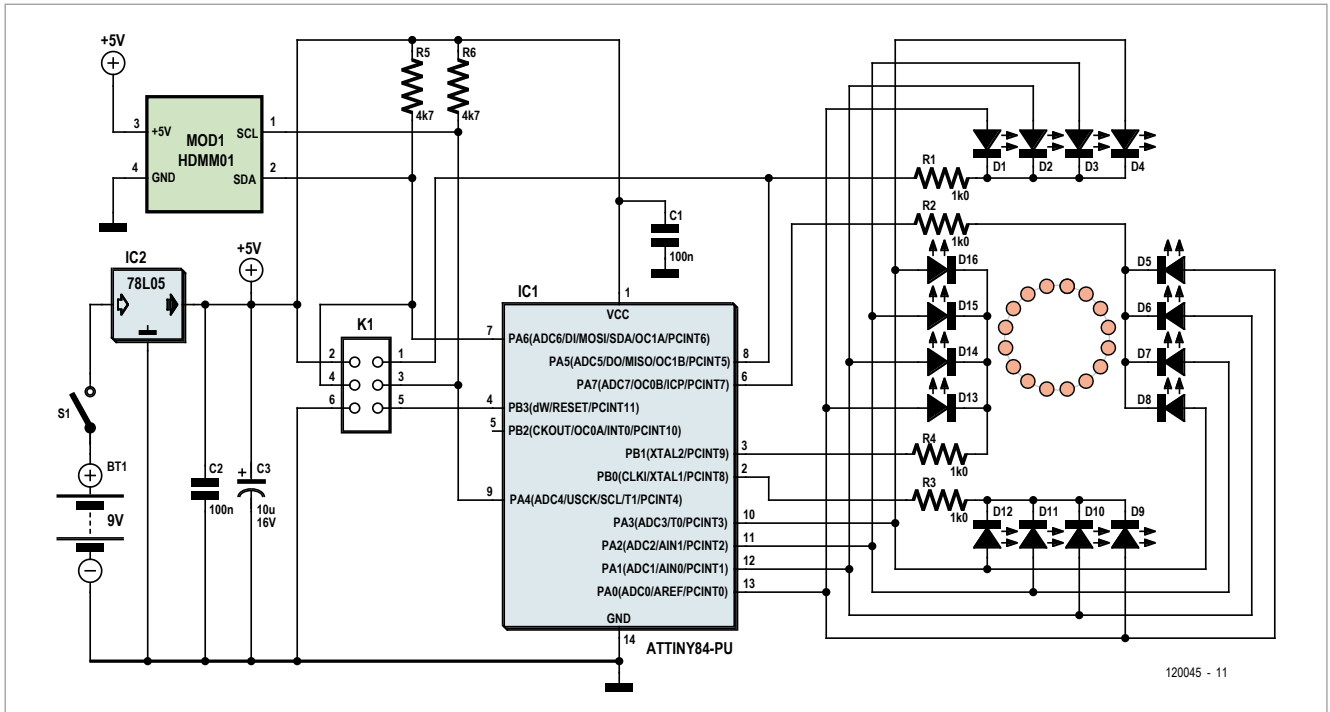 +5V
R5
4k7
R6
4k7
3
+5V
SCL
1
MOD1
HDMM01
4
GND
SDA
2
R1
1k0
D1
D2
D3
D4
R2
1k0
C1
100n
IC2
78L05
+5V
D16
D15
D14
D13
D5
D6
D7
D8
IC1
1
VCC
K1
2
1
4
3
6
5
7
PA6(ADC6/DI/MOSI/SDA/OC1A/PCINT6)
PA5(ADC5/DO/MISO/OC1B/PCINT5)
8
PA7(ADC7/OC0B/ICP/PCINT7)
6
4
PB3(dW/RESET/PCINT11)
5
PB2(CKOUT/OC0A/INT0/PCINT10)
PB1(XTAL2/PCINT9)
3
PB0(CLKI/XTAL1/PCINT8)
2
9
PA4(ADC4/USCK/SCL/T1/PCINT4)
PA3(ADC3/T0/PCINT3)
10
PA2(ADC2/AIN1/PCINT2)
11
PA1(ADC1/AIN0/PCINT1)
12
PA0(ADC0/AREF/PCINT0)
13
GND
14
ATTINY84-PU
R4
1k0
R3
1k0
D12
D11
D10
D9
S1
BT1
9V
C2
100n
+
C3
10u
16V
120045 - 11